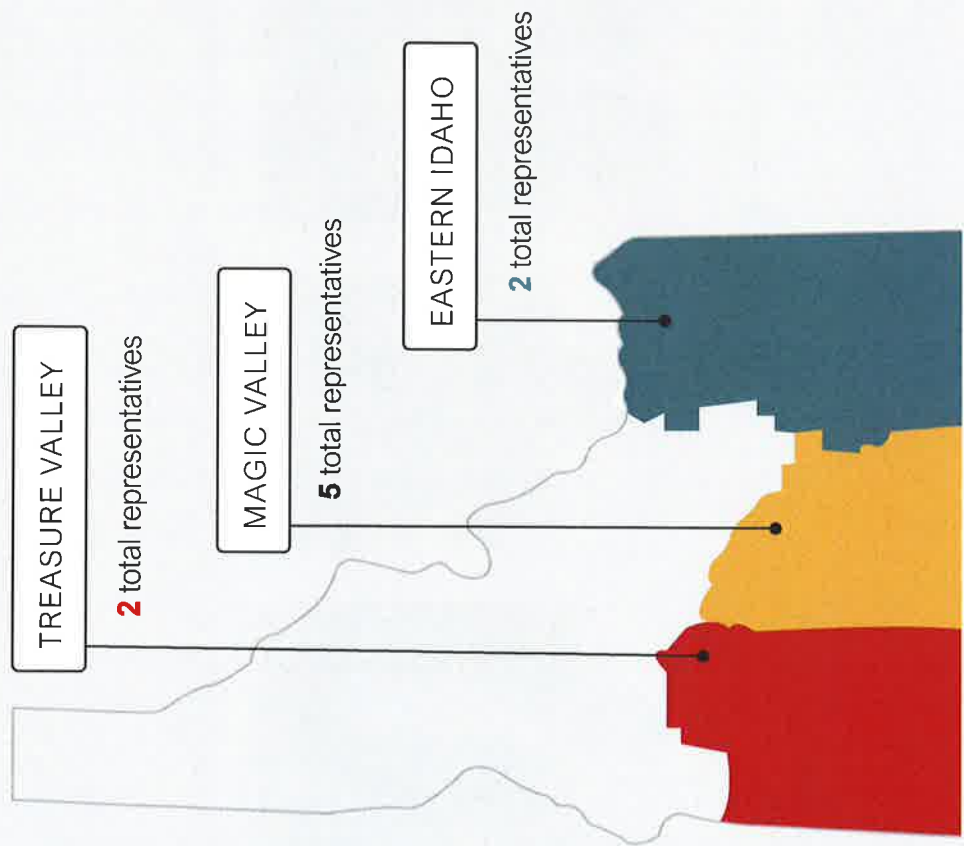 TREASURE VALLEY
2 total representatives
MAGIC VALLEY
5 total representatives
EASTERN IDAHO
2 total representatives